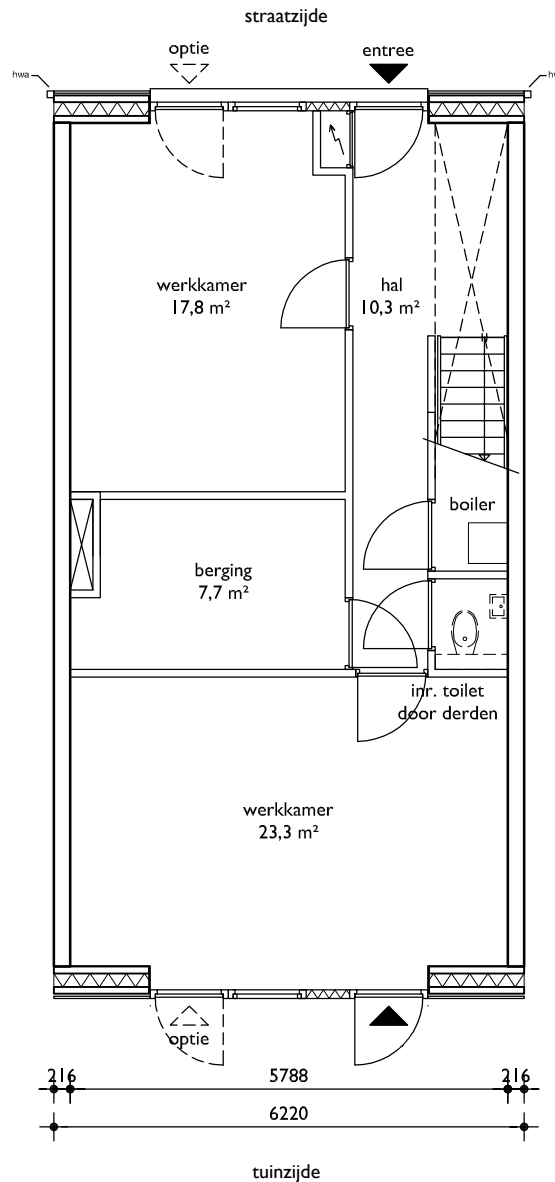 straatzijde
optie
entree
hwa
hw
werkkamer
17,8 m²
hal
10,3 m²
boiler
berging
7,7 m²
inr. toilet
door derden
werkkamer
23,3 m²
optie
216
5788
216
6220
tuinzijde